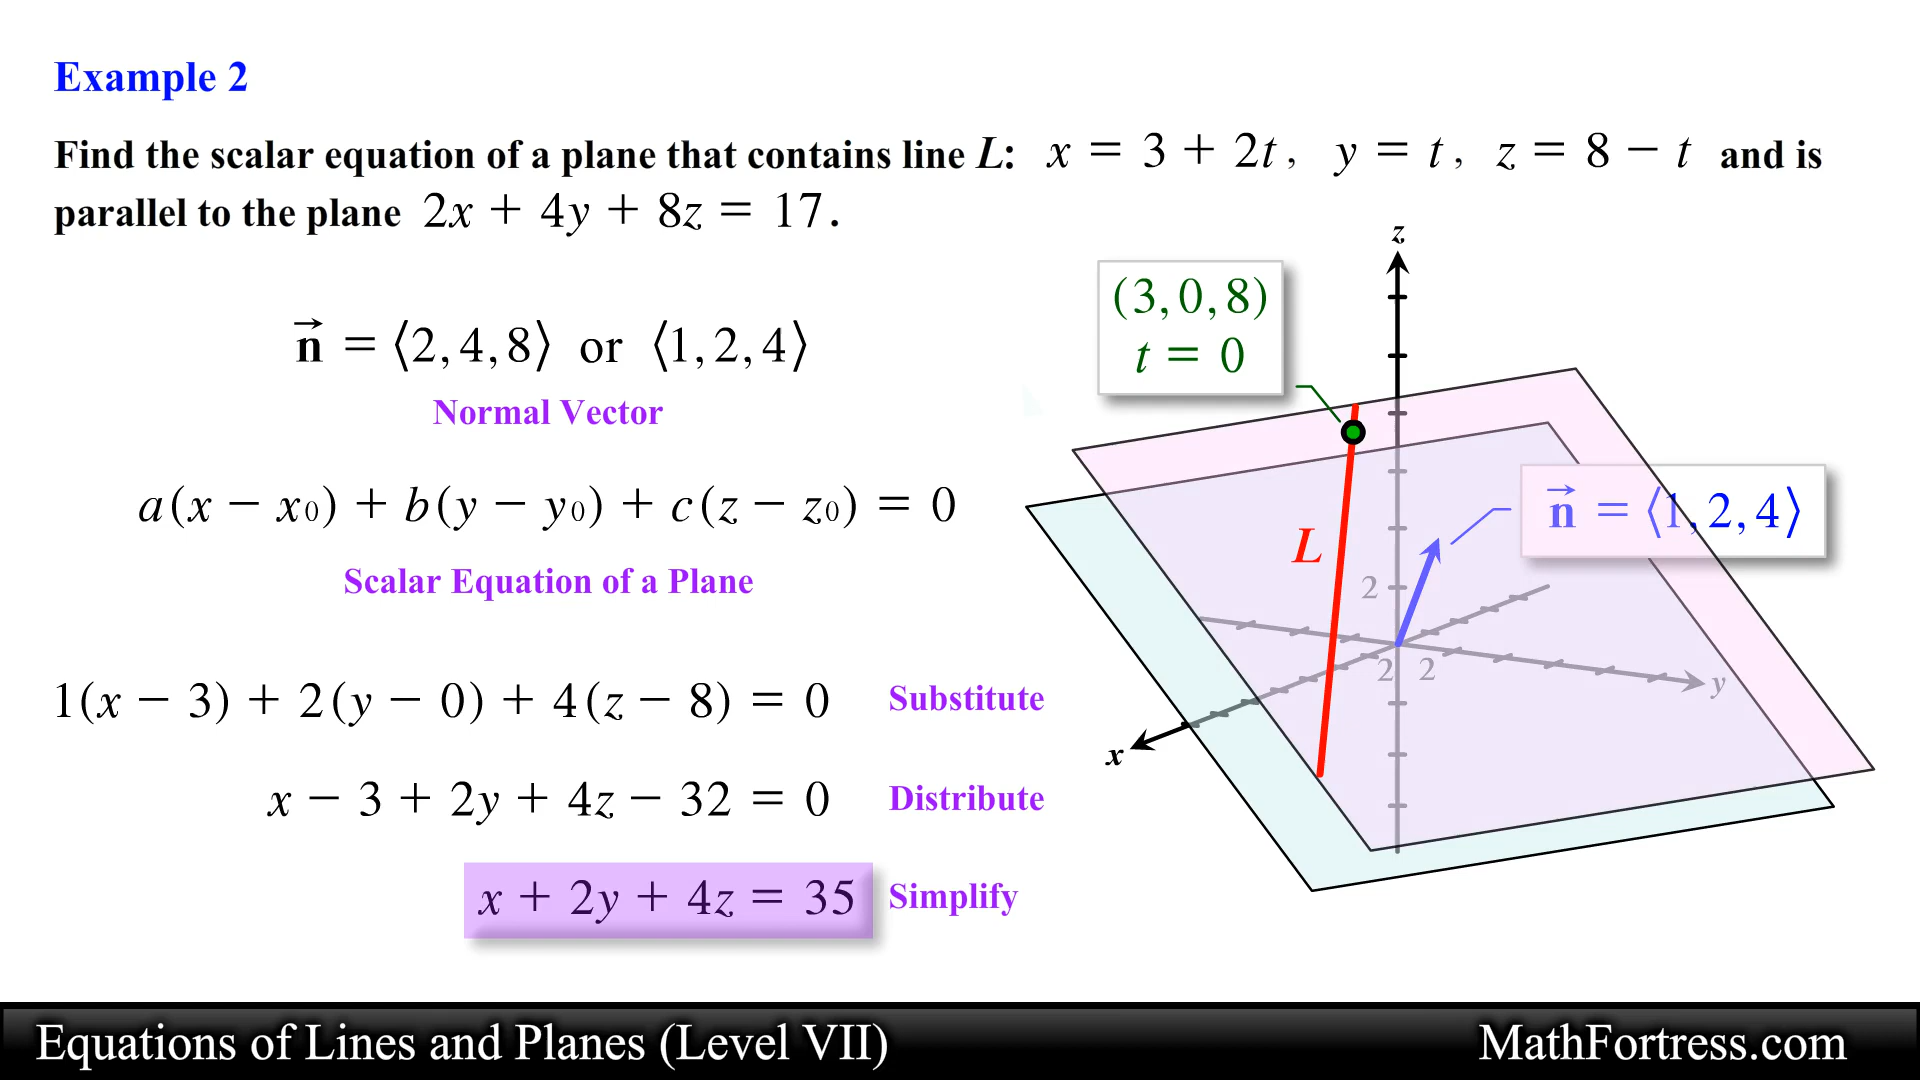 Example 2
Find the scalar equation of a plane that contains line L: x = 3 + 2t, y = t, z = 8 − t and is
parallel to the plane 2x + 4y + 8z = 17.
z
(3, 0, 8)
t = 0
n⃗ = ⟨2, 4, 8⟩ or ⟨1, 2, 4⟩
Normal Vector
a(x − x₀) + b(y − y₀) + c(z − z₀) = 0
Scalar Equation of a Plane
n⃗ = ⟨1, 2, 4⟩
L
2
2
2
y
x
1(x − 3) + 2(y − 0) + 4(z − 8) = 0 Substitute
x − 3 + 2y + 4z − 32 = 0 Distribute
x + 2y + 4z = 35 Simplify
Equations of Lines and Planes (Level VII)
MathFortress.com